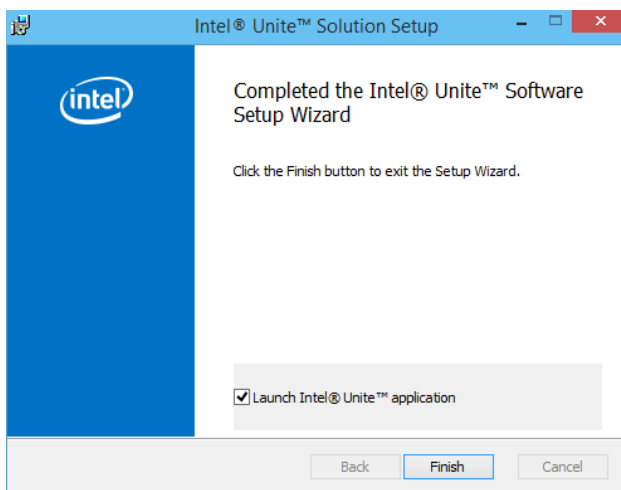 Intel® Unite™ Solution Setup
intel
Completed the Intel® Unite™ Software
Setup Wizard
Click the Finish button to exit the Setup Wizard.
Launch Intel® Unite™ application
Back Finish Cancel